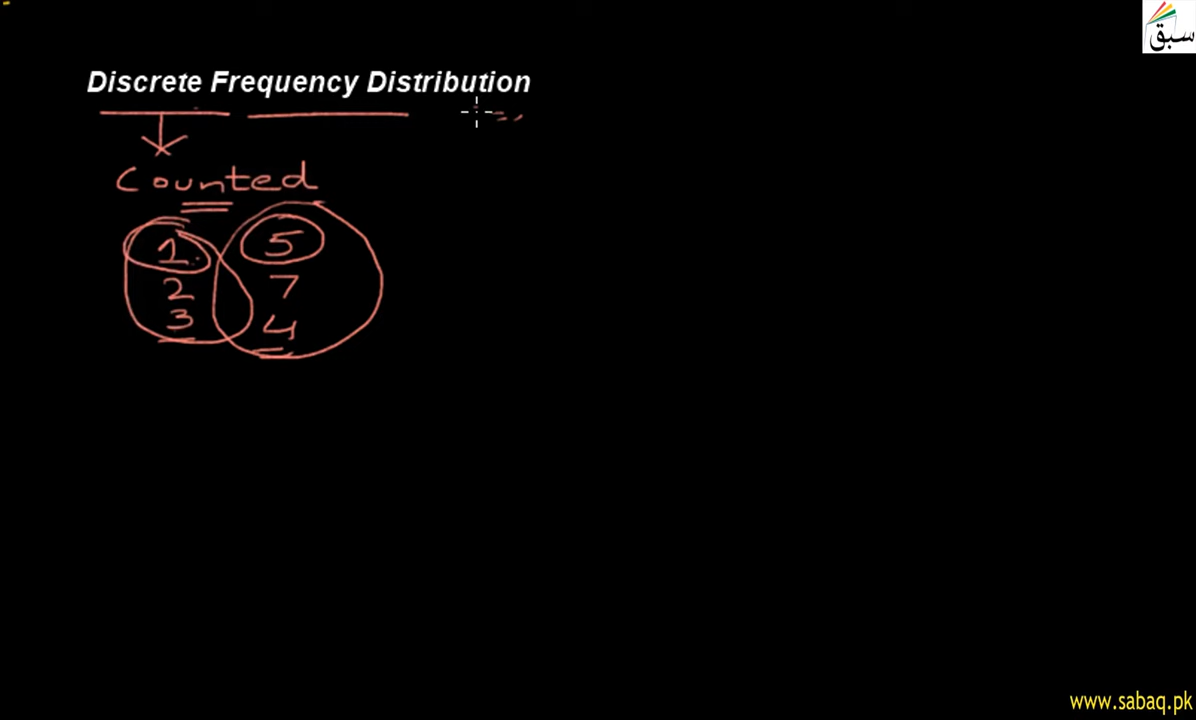 سبق
Discrete Frequency Distribution
Counted
1 5
2 7
3 4
www.sabaq.pk